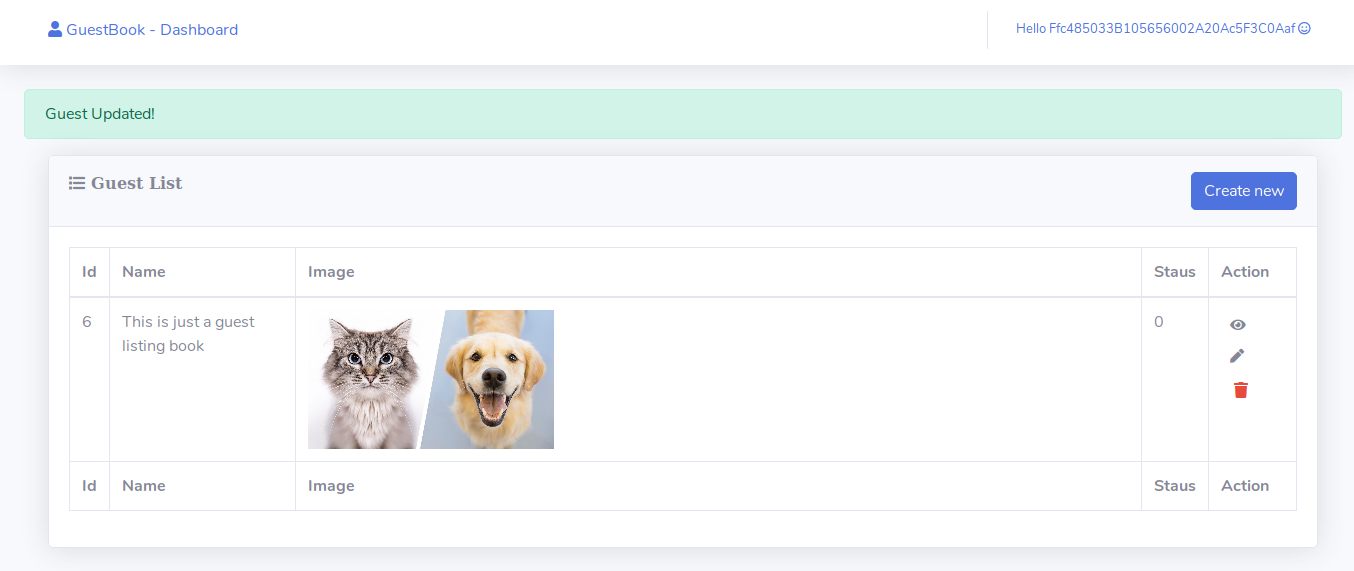 GuestBook - Dashboard
Hello Ffc485033B105656002A20Ac5F3C0Aaf
Guest Updated!
Guest List
Create new
Id Name Image Staus Action
6 This is just a guest 0
listing book
Id Name Image Staus Action